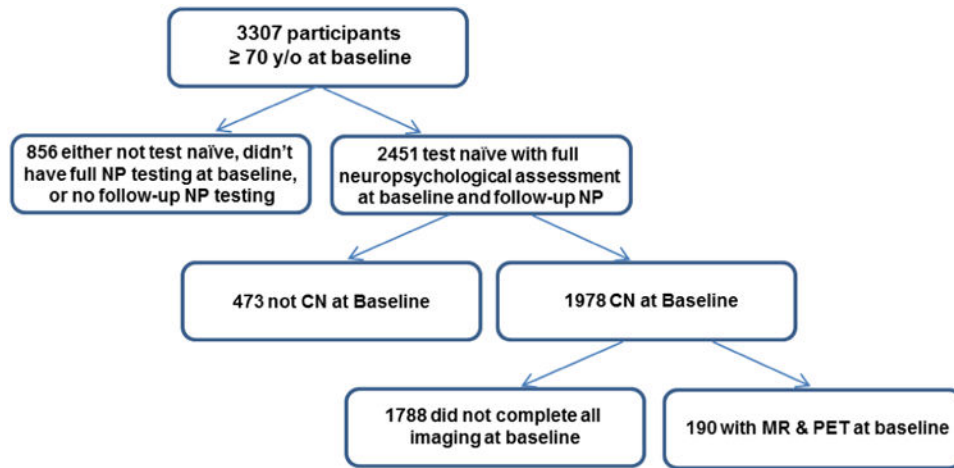 3307 participants
≥ 70 y/o at baseline
856 either not test naïve, didn't
have full NP testing at baseline,
or no follow-up NP testing
2451 test naïve with full
neuropsychological assessment
at baseline and follow-up NP
473 not CN at Baseline
1978 CN at Baseline
1788 did not complete all
imaging at baseline
190 with MR & PET at baseline